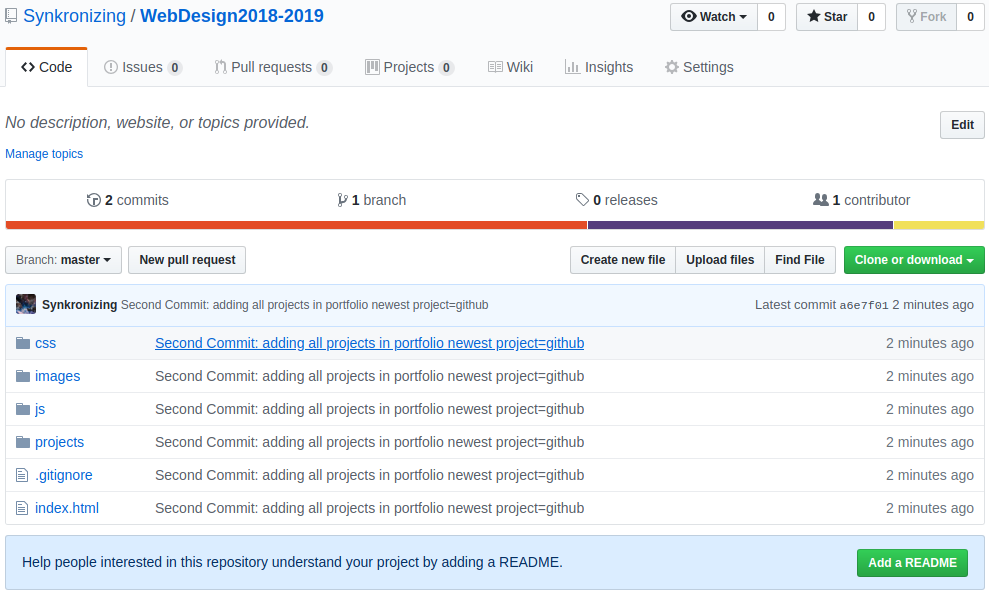 Synkronizing / WebDesign2018-2019 Watch 0 Star 0 Fork 0
Code Issues 0 Pull requests 0 Projects 0 Wiki Insights Settings
No description, website, or topics provided. Edit
Manage topics
2 commits 1 branch 0 releases 1 contributor
Branch: master New pull request Create new file Upload files Find File Clone or download
Synkronizing Second Commit: adding all projects in portfolio newest project=github Latest commit a6e7f01 2 minutes ago
css Second Commit: adding all projects in portfolio newest project=github 2 minutes ago
images Second Commit: adding all projects in portfolio newest project=github 2 minutes ago
js Second Commit: adding all projects in portfolio newest project=github 2 minutes ago
projects Second Commit: adding all projects in portfolio newest project=github 2 minutes ago
.gitignore Second Commit: adding all projects in portfolio newest project=github 2 minutes ago
index.html Second Commit: adding all projects in portfolio newest project=github 2 minutes ago
Help people interested in this repository understand your project by adding a README. Add a README